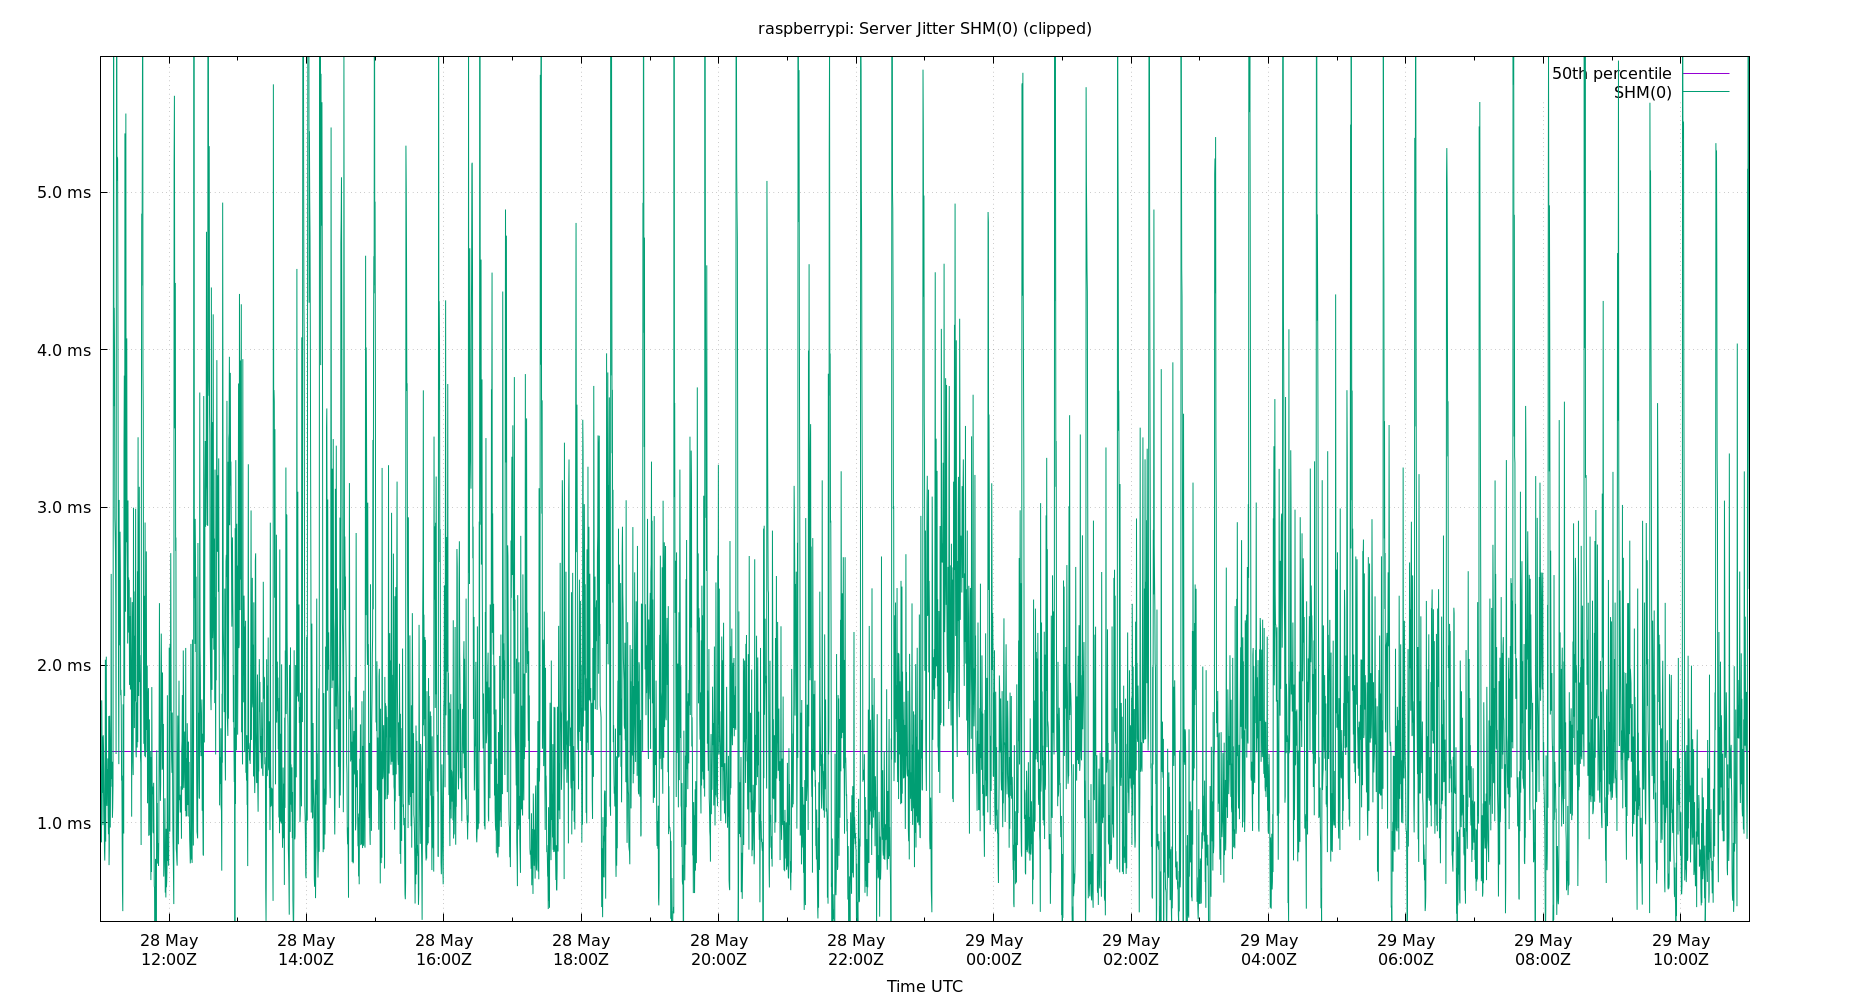 raspberrypi: Server Jitter SHM(0) (clipped)
50th percentile
SHM(0)
5.0 ms
4.0 ms
3.0 ms
2.0 ms
1.0 ms
28 May 28 May 28 May 28 May 28 May 28 May 29 May 29 May 29 May 29 May 29 May 29 May
12:00Z 14:00Z 16:00Z 18:00Z 20:00Z 22:00Z 00:00Z 02:00Z 04:00Z 06:00Z 08:00Z 10:00Z
Time UTC